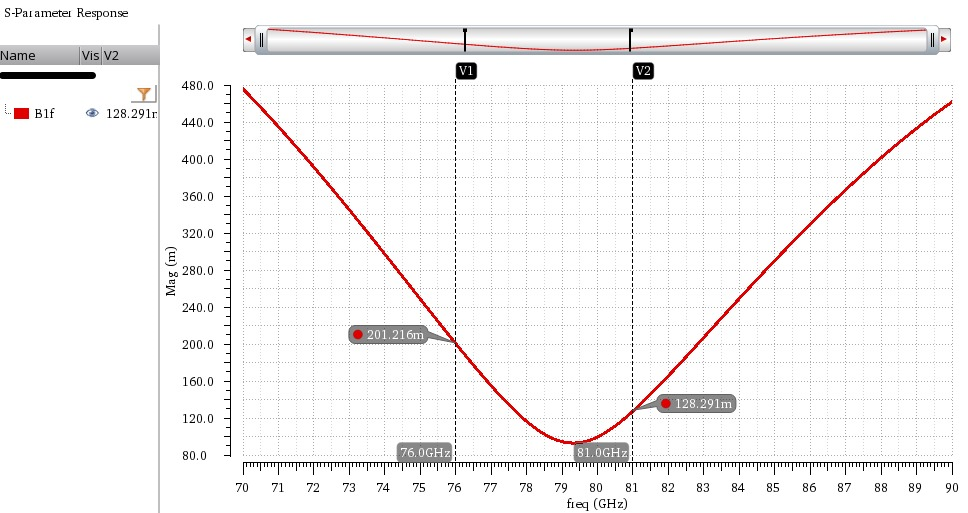 S-Parameter Response
Name Vis V2
B1f 128.291m
V1 V2
Mag (m)
480.0
440.0
400.0
360.0
320.0
280.0
240.0
200.0
160.0
120.0
80.0
201.216m
128.291m
76.0GHz 81.0GHz
70 71 72 73 74 75 76 77 78 79 80 81 82 83 84 85 86 87 88 89 90
freq (GHz)